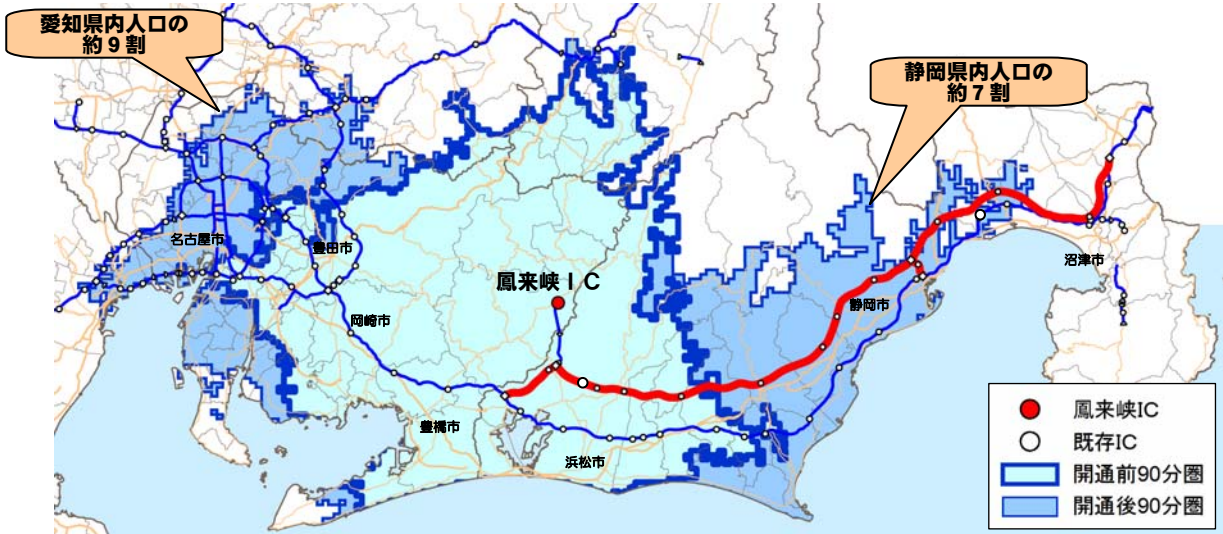 愛知県内人口の
約9割
静岡県内人口の
約7割
名古屋市
豊田市
鳳来峡IC
岡崎市
静岡市
沼津市
豊橋市
浜松市
鳳来峡IC
既存IC
開通前90分圏
開通後90分圏